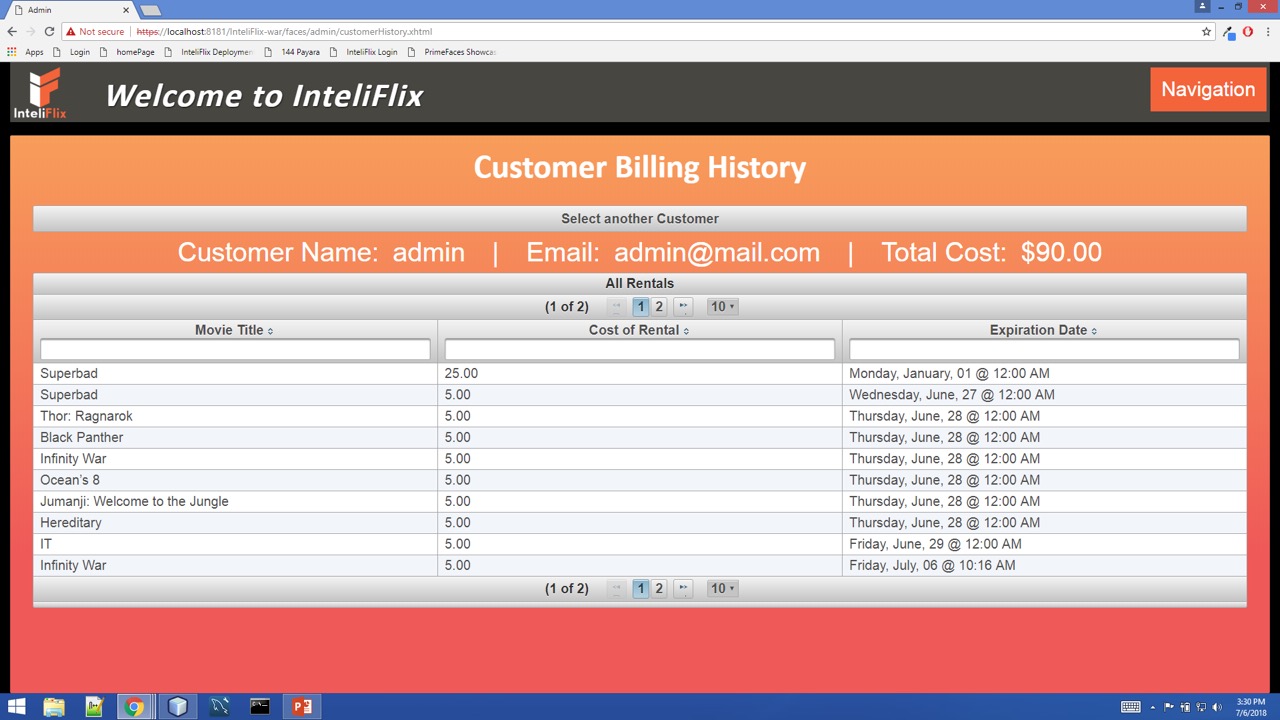 Admin
Not secure | https://localhost:8181/InteliFlix-war/faces/admin/customerHistory.xhtml
Apps Login homePage InteliFlix Deploymen 144 Payara InteliFlix Login PrimeFaces Showcas
InteliFlix
Welcome to InteliFlix
Navigation
Customer Billing History
Select another Customer
Customer Name: admin | Email: admin@mail.com | Total Cost: $90.00
All Rentals
(1 of 2) 1 2 10
Movie Title Cost of Rental Expiration Date
Superbad 25.00 Monday, January, 01 @ 12:00 AM
Superbad 5.00 Wednesday, June, 27 @ 12:00 AM
Thor: Ragnarok 5.00 Thursday, June, 28 @ 12:00 AM
Black Panther 5.00 Thursday, June, 28 @ 12:00 AM
Infinity War 5.00 Thursday, June, 28 @ 12:00 AM
Ocean's 8 5.00 Thursday, June, 28 @ 12:00 AM
Jumanji: Welcome to the Jungle 5.00 Thursday, June, 28 @ 12:00 AM
Hereditary 5.00 Thursday, June, 28 @ 12:00 AM
IT 5.00 Friday, June, 29 @ 12:00 AM
Infinity War 5.00 Friday, July, 06 @ 10:16 AM
(1 of 2) 1 2 10
3:30 PM
7/6/2018